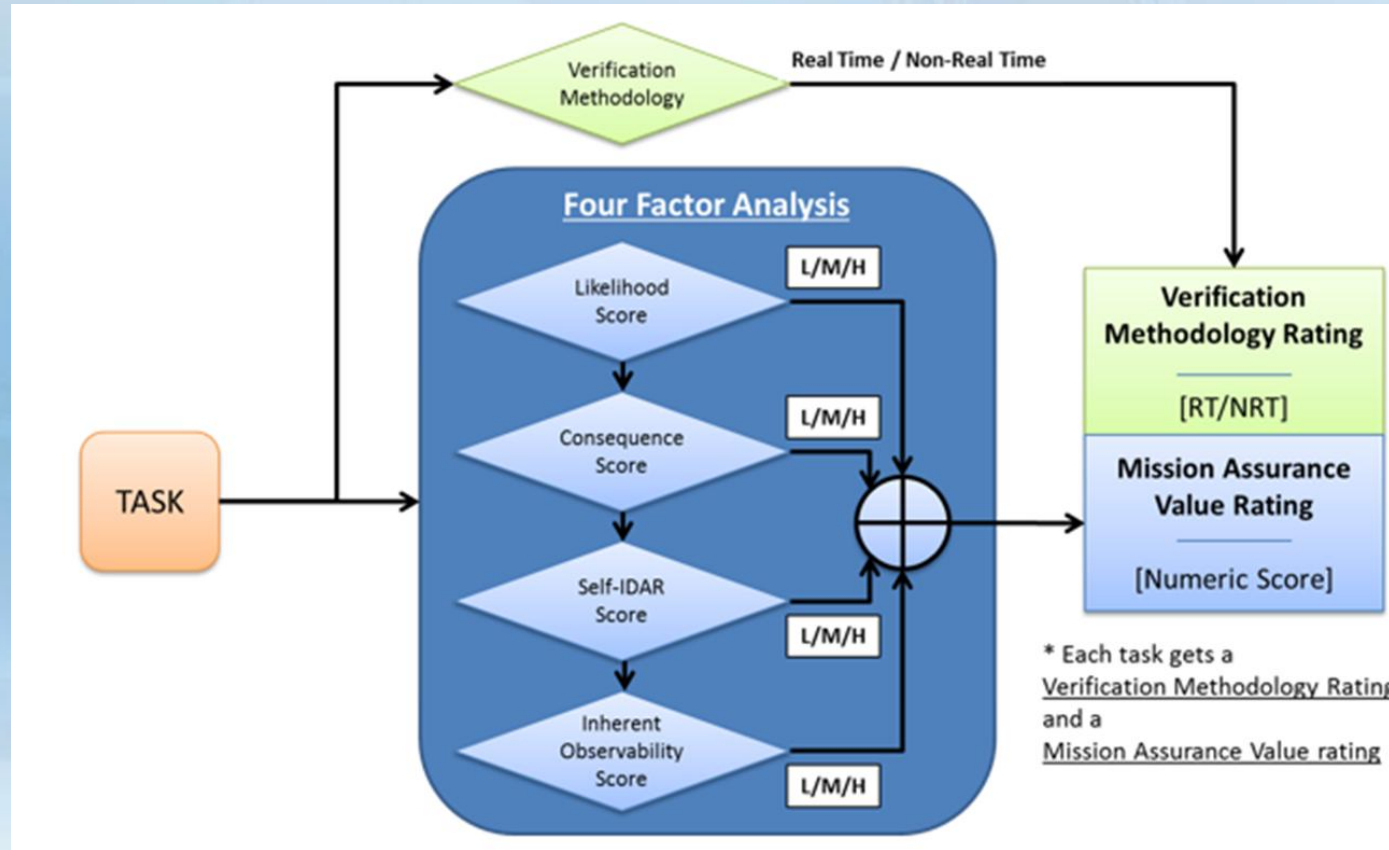 Verification
Methodology
Real Time / Non-Real Time
Four Factor Analysis
Likelihood
Score
L/M/H
Consequence
Score
L/M/H
Self-IDAR
Score
L/M/H
Inherent
Observability
Score
L/M/H
TASK
Verification
Methodology Rating
[RT/NRT]
Mission Assurance
Value Rating
[Numeric Score]
* Each task gets a
Verification Methodology Rating
and a
Mission Assurance Value rating